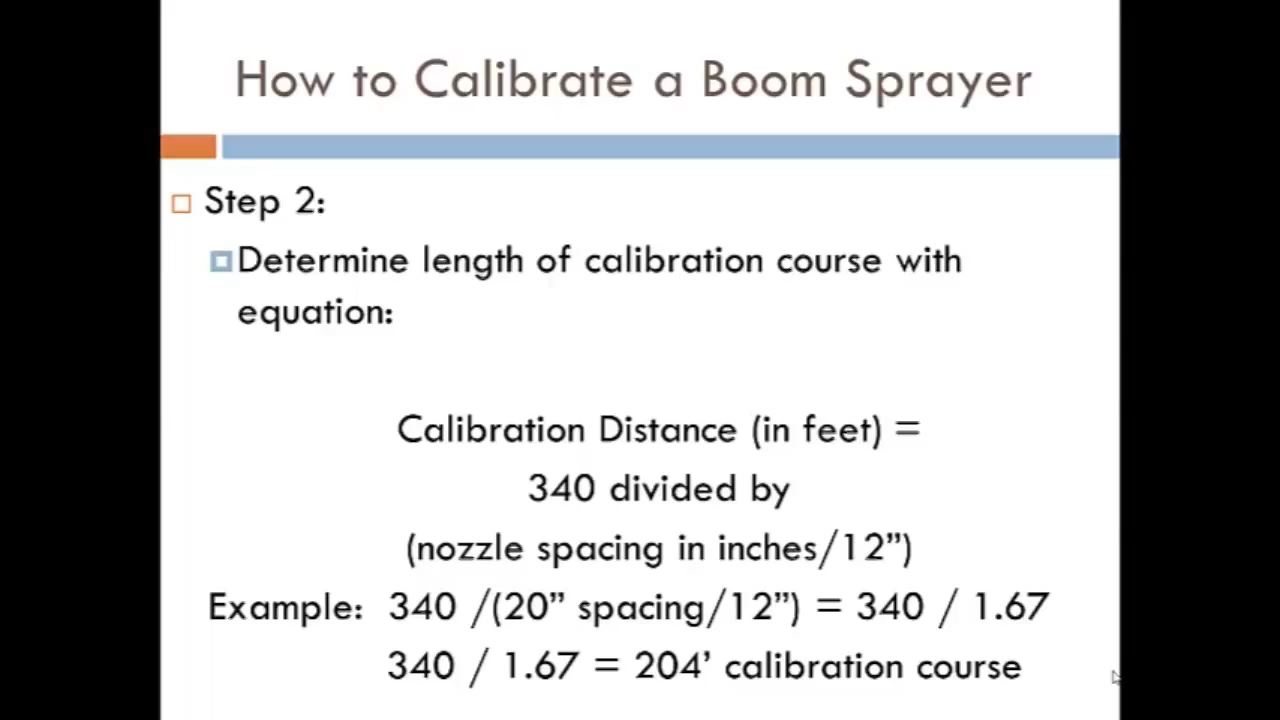 How to Calibrate a Boom Sprayer
Step 2:
Determine length of calibration course with
equation:
Calibration Distance (in feet) =
340 divided by
(nozzle spacing in inches/12”)
Example: 340 /(20” spacing/12”) = 340 / 1.67
340 / 1.67 = 204’ calibration course